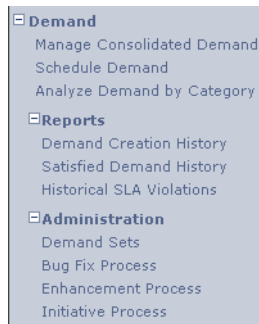 Demand
Manage Consolidated Demand
Schedule Demand
Analyze Demand by Category
Reports
Demand Creation History
Satisfied Demand History
Historical SLA Violations
Administration
Demand Sets
Bug Fix Process
Enhancement Process
Initiative Process